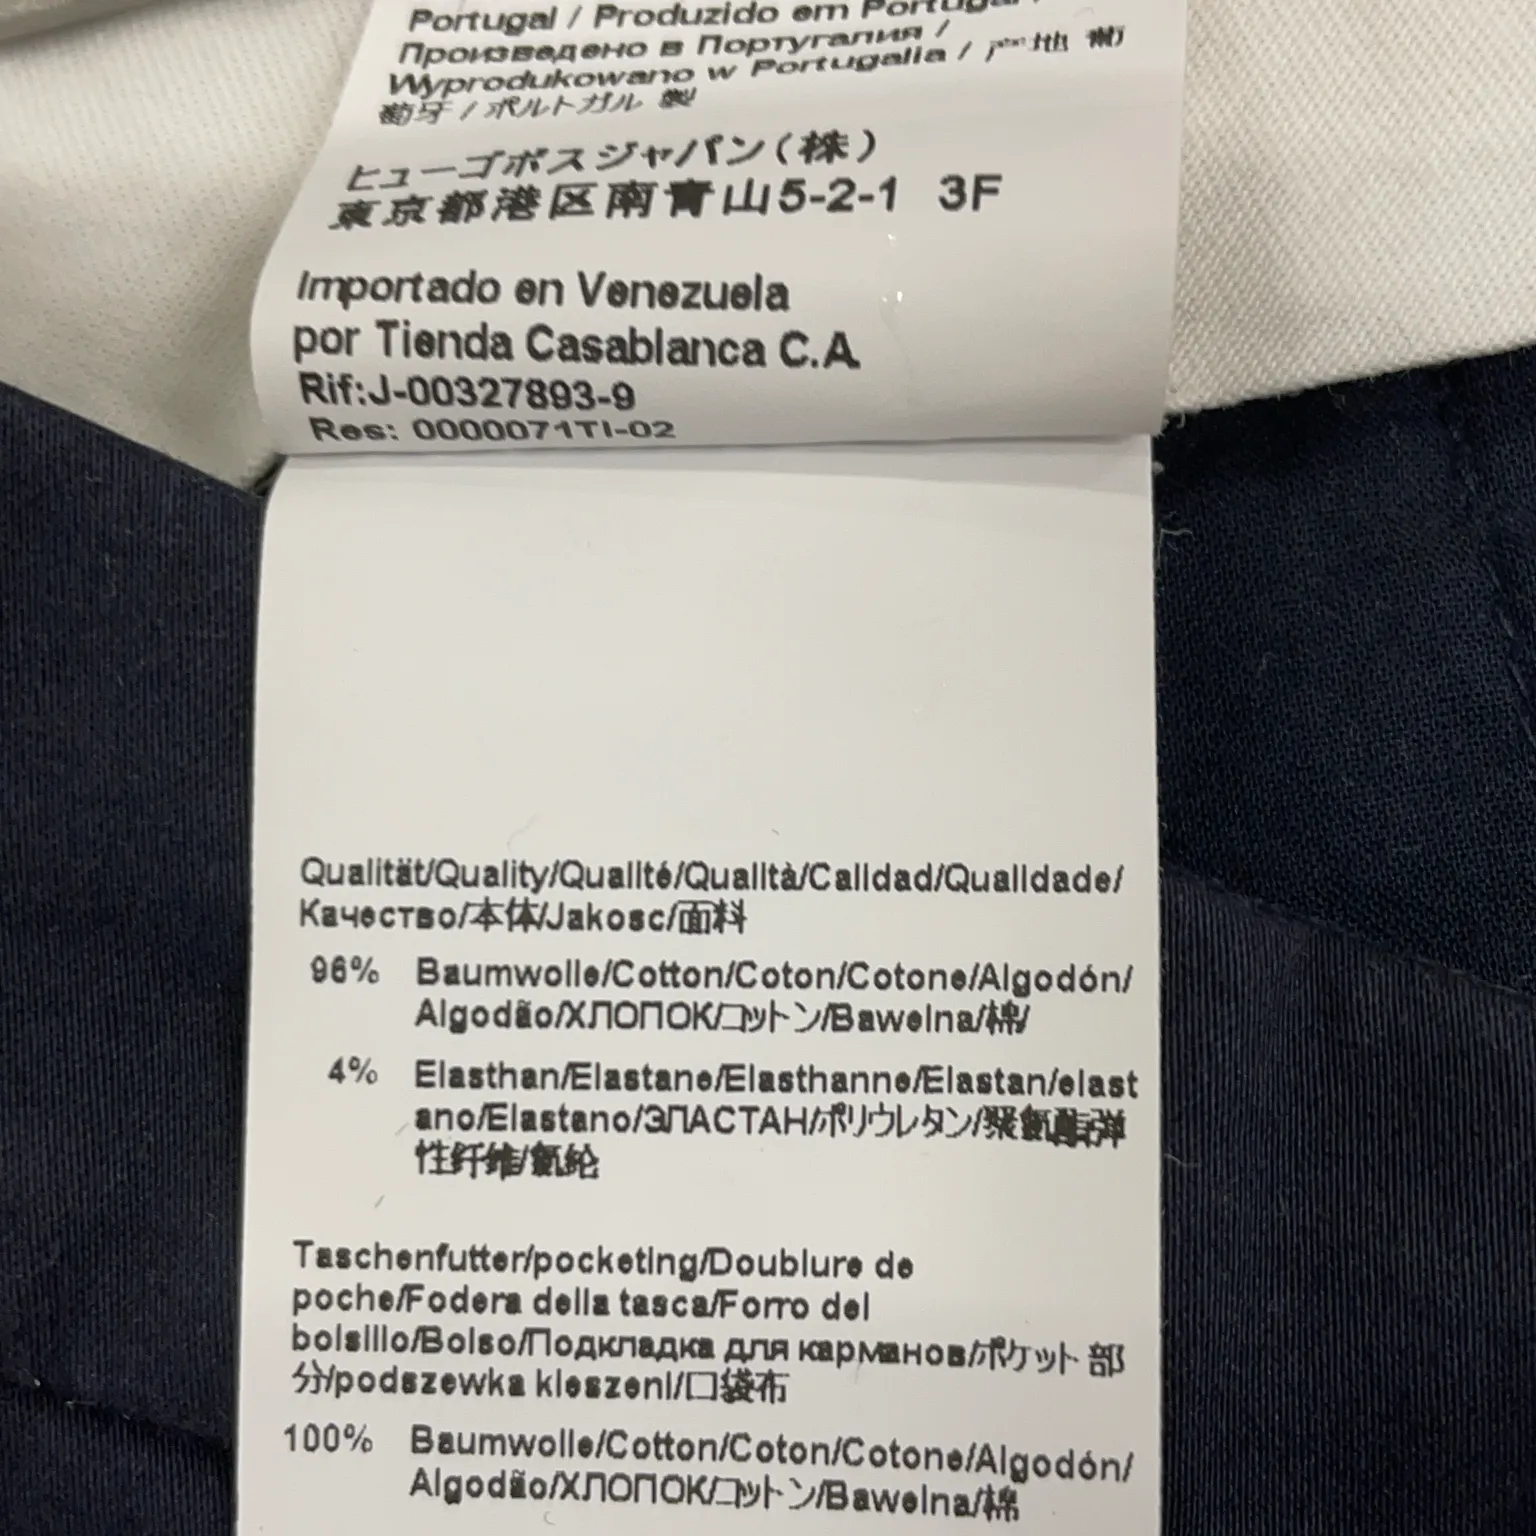 Portugal / Produzido em Portugal /
Произведено в Португалия /
Wyprodukowano w Portugalia / 产地 葡
萄牙 / ポルトガル 製
ヒューゴボスジャパン(株)
東京都港区南青山5-2-1 3F
Importado en Venezuela
por Tienda Casablanca C.A.
Rif:J-00327893-9
Res: 0000071TI-02
Qualität/Quality/Qualité/Qualità/Calidad/Qualidade/
Качество/本体/Jakosc/面料
96% Baumwolle/Cotton/Coton/Cotone/Algodón/
Algodão/ХЛОПОК/コットン/Bawelna/棉/
4% Elasthan/Elastane/Elasthanne/Elastan/elast
ano/Elastano/ЭЛАСТАН/ポリウレタン/聚氨酯弹
性纤维/氨纶
Taschenfutter/pocketing/Doublure de
poche/Fodera della tasca/Forro del
bolsillo/Bolso/Подкладка для карманов/ポケット部
分/podszewka kieszeni/口袋布
100% Baumwolle/Cotton/Coton/Cotone/Algodón/
Algodão/ХЛОПОК/コットン/Bawelna/棉